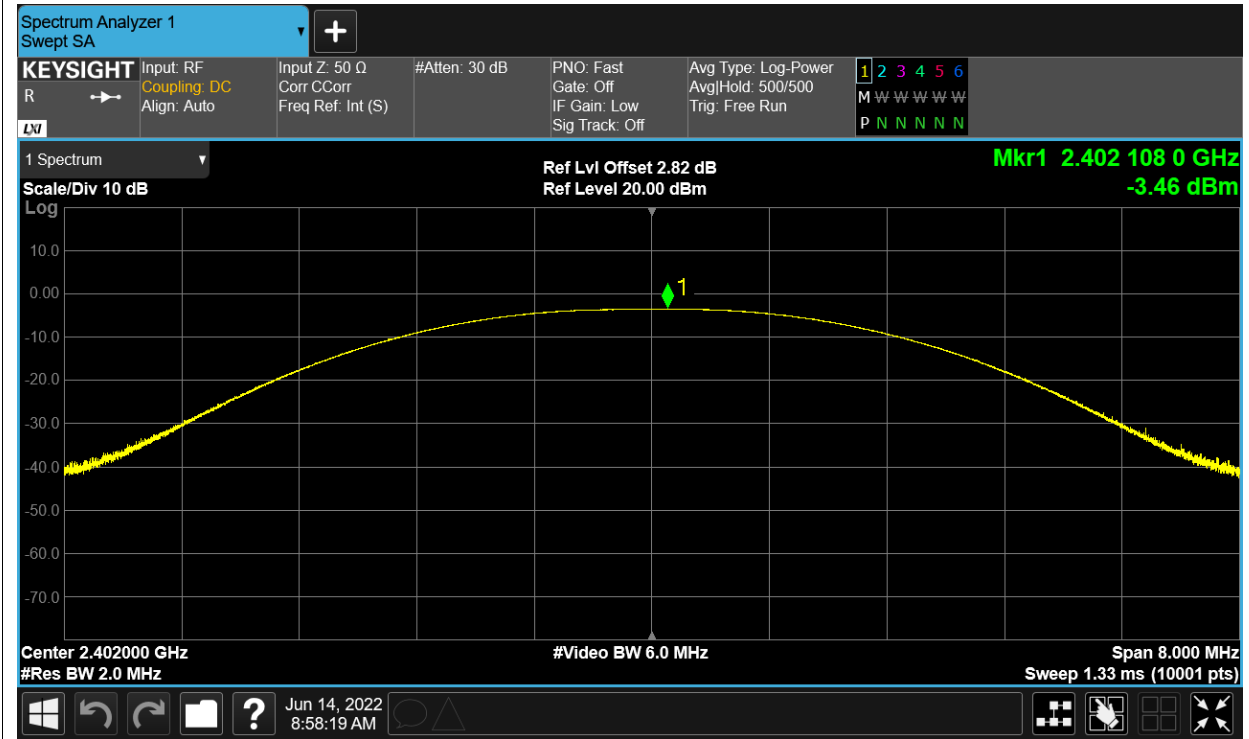 Spectrum Analyzer 1
Swept SA
+
KEYSIGHT
R
LXI
Input: RF
Coupling: DC
Align: Auto
Input Z: 50 Ω
Corr CCorr
Freq Ref: Int (S)
#Atten: 30 dB
PNO: Fast
Gate: Off
IF Gain: Low
Sig Track: Off
Avg Type: Log-Power
Avg|Hold: 500/500
Trig: Free Run
1 2 3 4 5 6
M W W W W W
P N N N N N
1 Spectrum
Scale/Div 10 dB
Ref Lvl Offset 2.82 dB
Ref Level 20.00 dBm
Mkr1 2.402 108 0 GHz
-3.46 dBm
Log
10.0
0.00
-10.0
-20.0
-30.0
-40.0
-50.0
-60.0
-70.0
1
Center 2.402000 GHz
#Video BW 6.0 MHz
Span 8.000 MHz
#Res BW 2.0 MHz
Sweep 1.33 ms (10001 pts)
?
Jun 14, 2022
8:58:19 AM